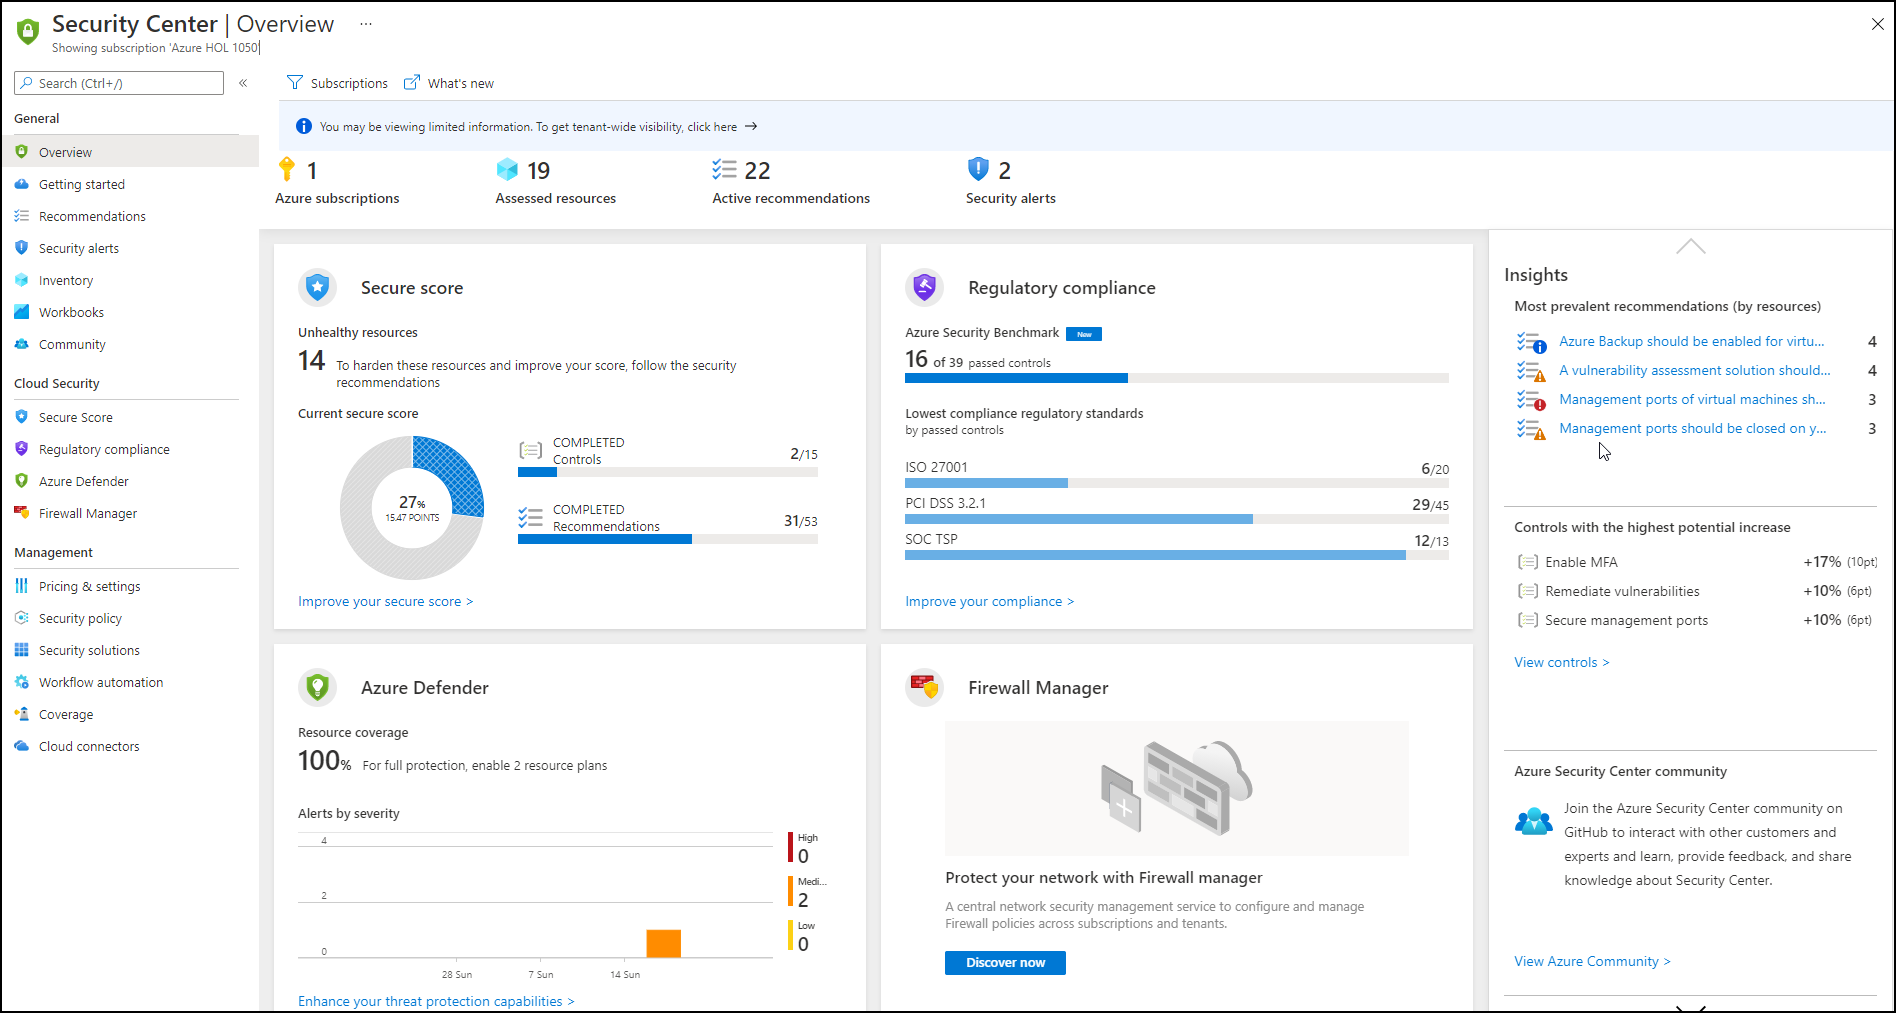 Security Center | Overview ...
Showing subscription 'Azure HOL 1050'
Search (Ctrl+/)
«
General
Overview
Getting started
Recommendations
Security alerts
Inventory
Workbooks
Community
Cloud Security
Secure Score
Regulatory compliance
Azure Defender
Firewall Manager
Management
Pricing & settings
Security policy
Security solutions
Workflow automation
Coverage
Cloud connectors
Subscriptions
What's new
You may be viewing limited information. To get tenant-wide visibility, click here →
1
Azure subscriptions
19
Assessed resources
22
Active recommendations
2
Security alerts
Secure score
Unhealthy resources
14 To harden these resources and improve your score, follow the security
recommendations
Current secure score
27%
15.47 POINTS
COMPLETED
Controls
2/15
COMPLETED
Recommendations
31/53
Improve your secure score >
Regulatory compliance
Azure Security Benchmark New
16 of 39 passed controls
Lowest compliance regulatory standards
by passed controls
ISO 27001 6/20
PCI DSS 3.2.1 29/45
SOC TSP 12/13
Improve your compliance >
Azure Defender
Resource coverage
100% For full protection, enable 2 resource plans
Alerts by severity
4
2
0
28 Sun
7 Sun
14 Sun
High
0
Medi...
2
Low
0
Enhance your threat protection capabilities >
Firewall Manager
Protect your network with Firewall manager
A central network security management service to configure and manage
Firewall policies across subscriptions and tenants.
Discover now
Insights
Most prevalent recommendations (by resources)
Azure Backup should be enabled for virtu... 4
A vulnerability assessment solution should... 4
Management ports of virtual machines sh... 3
Management ports should be closed on y... 3
Controls with the highest potential increase
Enable MFA +17% (10pt)
Remediate vulnerabilities +10% (6pt)
Secure management ports +10% (6pt)
View controls >
Azure Security Center community
Join the Azure Security Center community on
GitHub to interact with other customers and
experts and learn, provide feedback, and share
knowledge about Security Center.
View Azure Community >